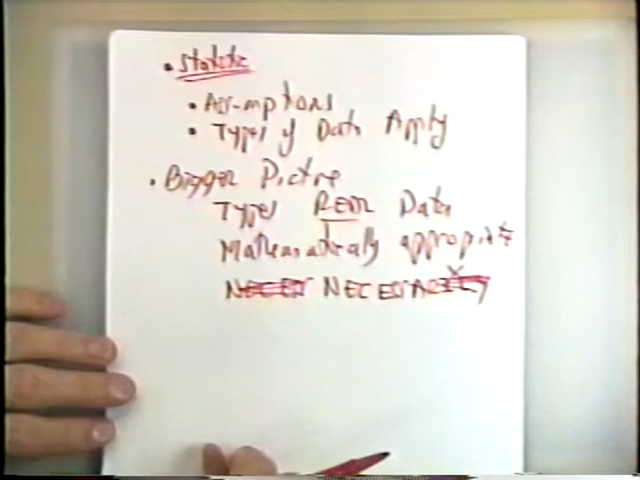 • Statistic
• Assumptions
• Types of Data Apply
• Bigger Picture
Types REAL Data
Mathematically appropriate
NECESSARY